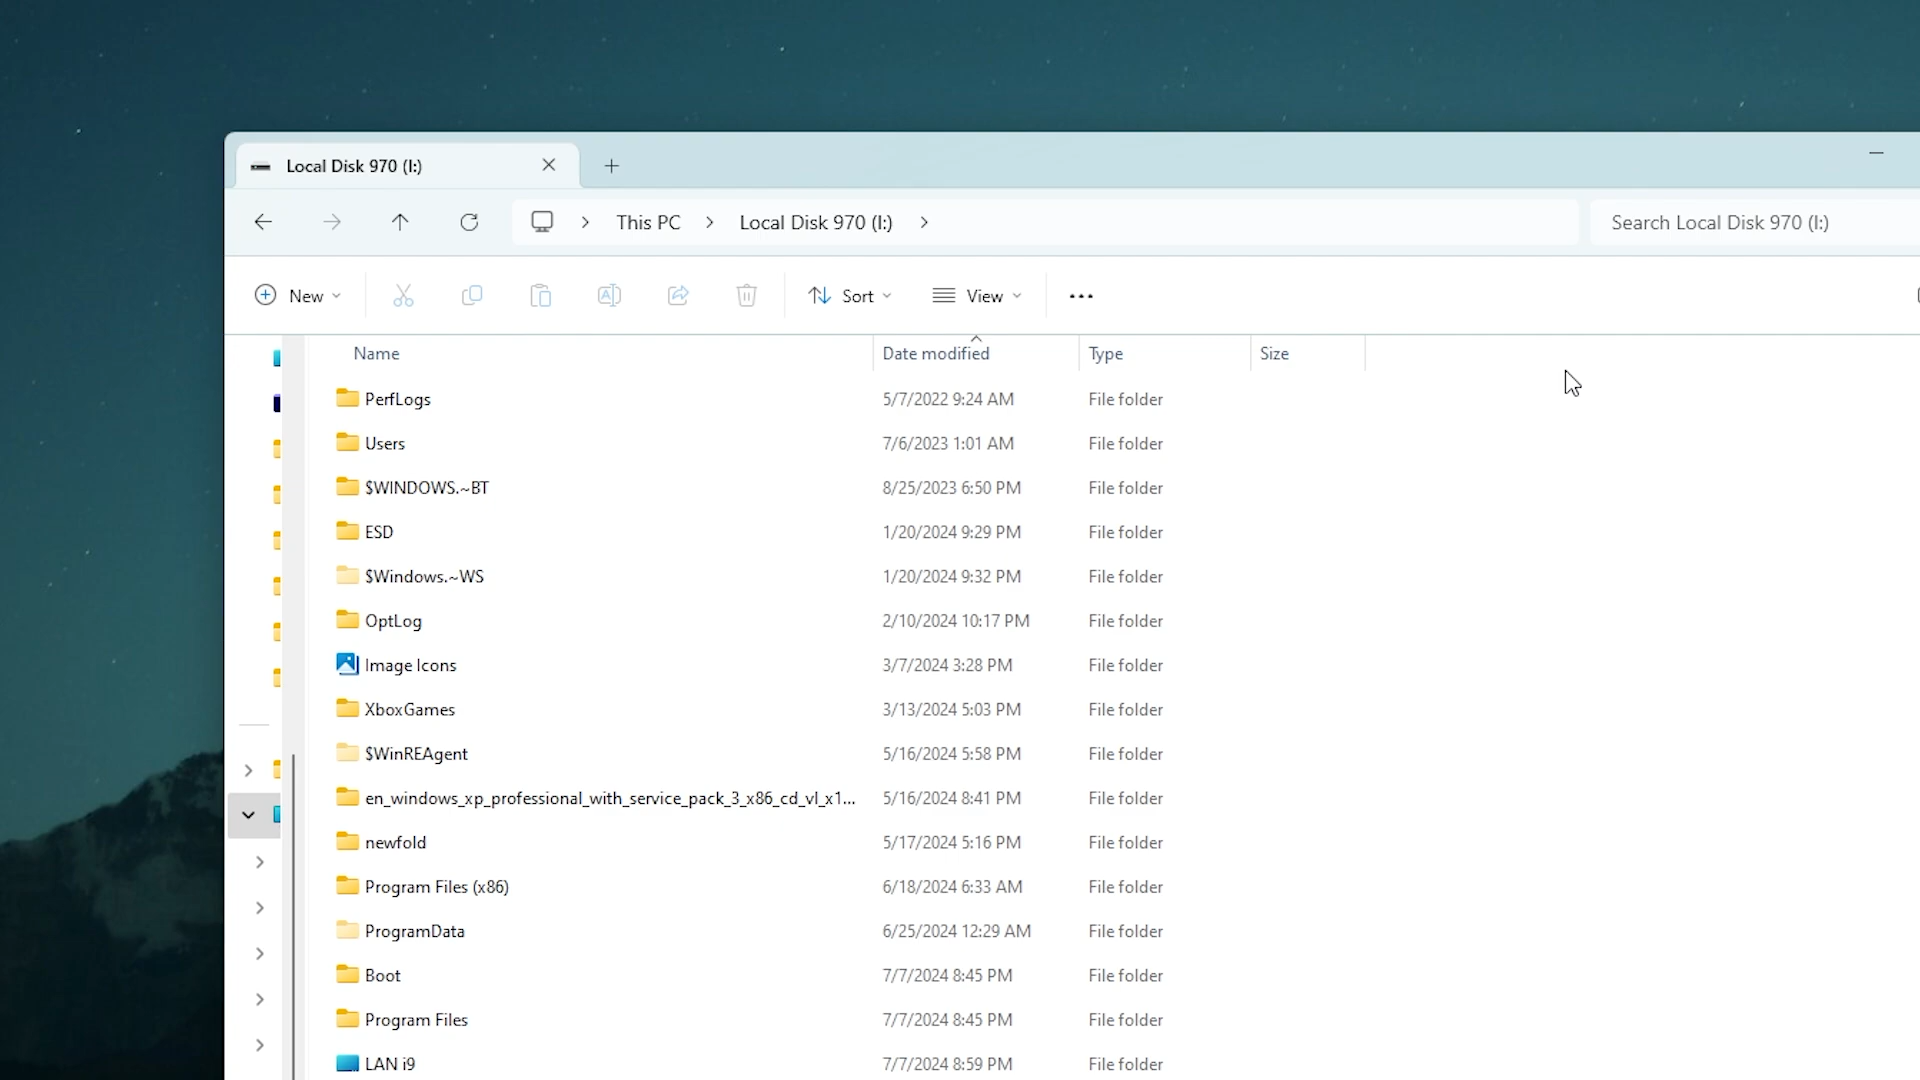 Local Disk 970 (I:)
This PC Local Disk 970 (I:) Search Local Disk 970 (I:)
New Sort View
Name Date modified Type Size
PerfLogs 5/7/2022 9:24 AM File folder
Users 7/6/2023 1:01 AM File folder
$WINDOWS.~BT 8/25/2023 6:50 PM File folder
ESD 1/20/2024 9:29 PM File folder
$Windows.~WS 1/20/2024 9:32 PM File folder
OptLog 2/10/2024 10:17 PM File folder
Image Icons 3/7/2024 3:28 PM File folder
XboxGames 3/13/2024 5:03 PM File folder
$WinREAgent 5/16/2024 5:58 PM File folder
en_windows_xp_professional_with_service_pack_3_x86_cd_vl_x1... 5/16/2024 8:41 PM File folder
newfold 5/17/2024 5:16 PM File folder
Program Files (x86) 6/18/2024 6:33 AM File folder
ProgramData 6/25/2024 12:29 AM File folder
Boot 7/7/2024 8:45 PM File folder
Program Files 7/7/2024 8:45 PM File folder
LAN i9 7/7/2024 8:59 PM File folder